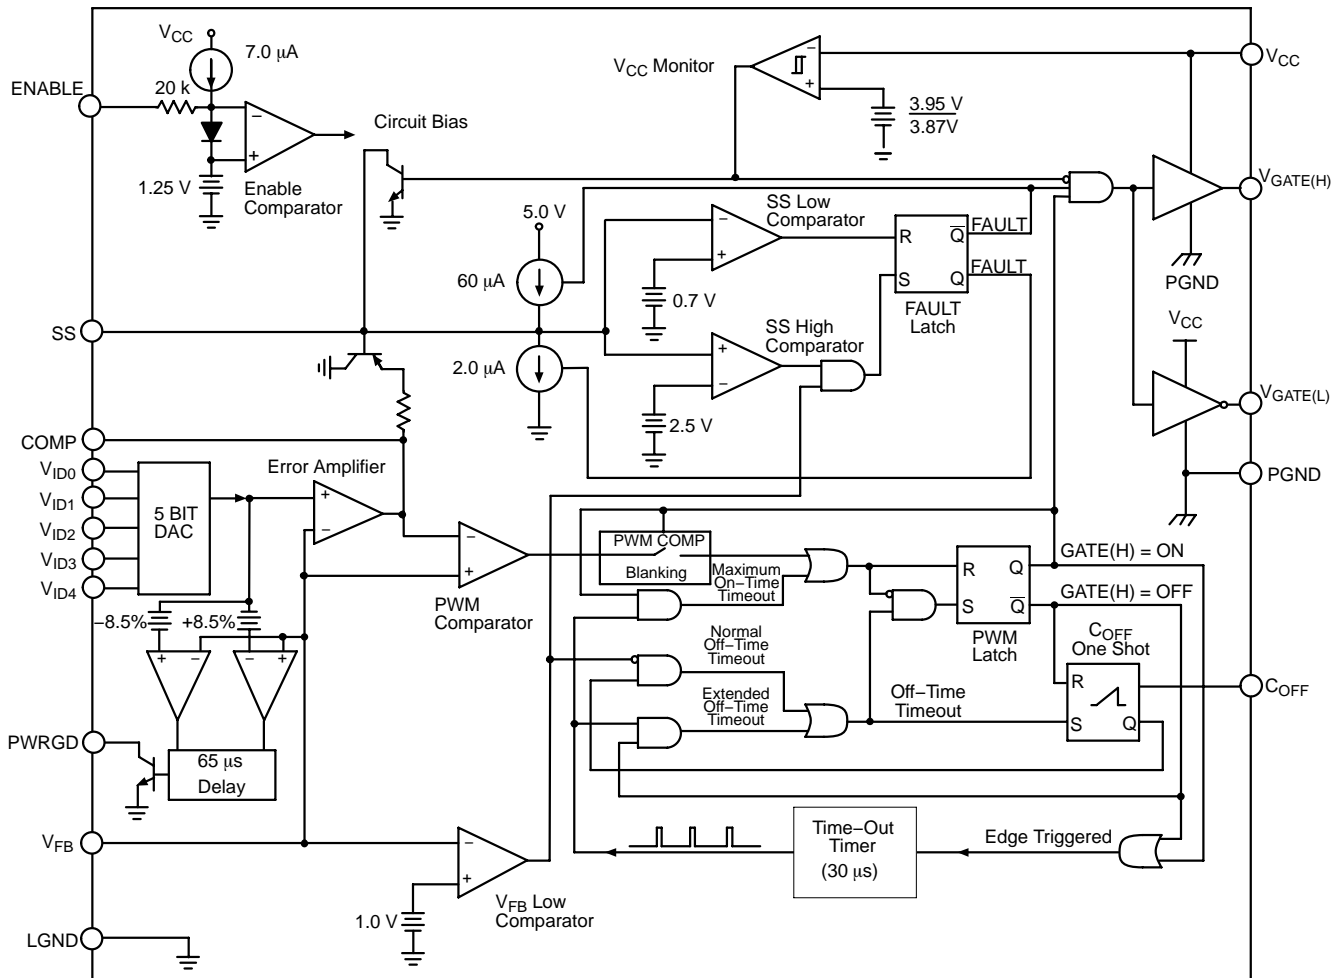 VCC
7.0 μA
ENABLE
20 k
1.25 V
Enable
Comparator
Circuit Bias
VCC Monitor
3.95 V
3.87V
VCC
VGATE(H)
PGND
VCC
VGATE(L)
PGND
5.0 V
60 μA
2.0 μA
SS Low
Comparator
0.7 V
SS High
Comparator
2.5 V
R
Q
FAULT
S
Q
FAULT
FAULT
Latch
SS
COMP
VID0
VID1
VID2
VID3
VID4
5 BIT
DAC
Error Amplifier
−8.5%
+8.5%
PWM
Comparator
PWM COMP
Blanking
Maximum
On−Time
Timeout
Normal
Off−Time
Timeout
Extended
Off−Time
Timeout
Off−Time
Timeout
R
Q
S
Q
PWM
Latch
GATE(H) = ON
GATE(H) = OFF
COFF
One Shot
R
S
Q
COFF
PWRGD
65 μs
Delay
VFB
1.0 V
VFB Low
Comparator
Time−Out
Timer
(30 μs)
Edge Triggered
LGND